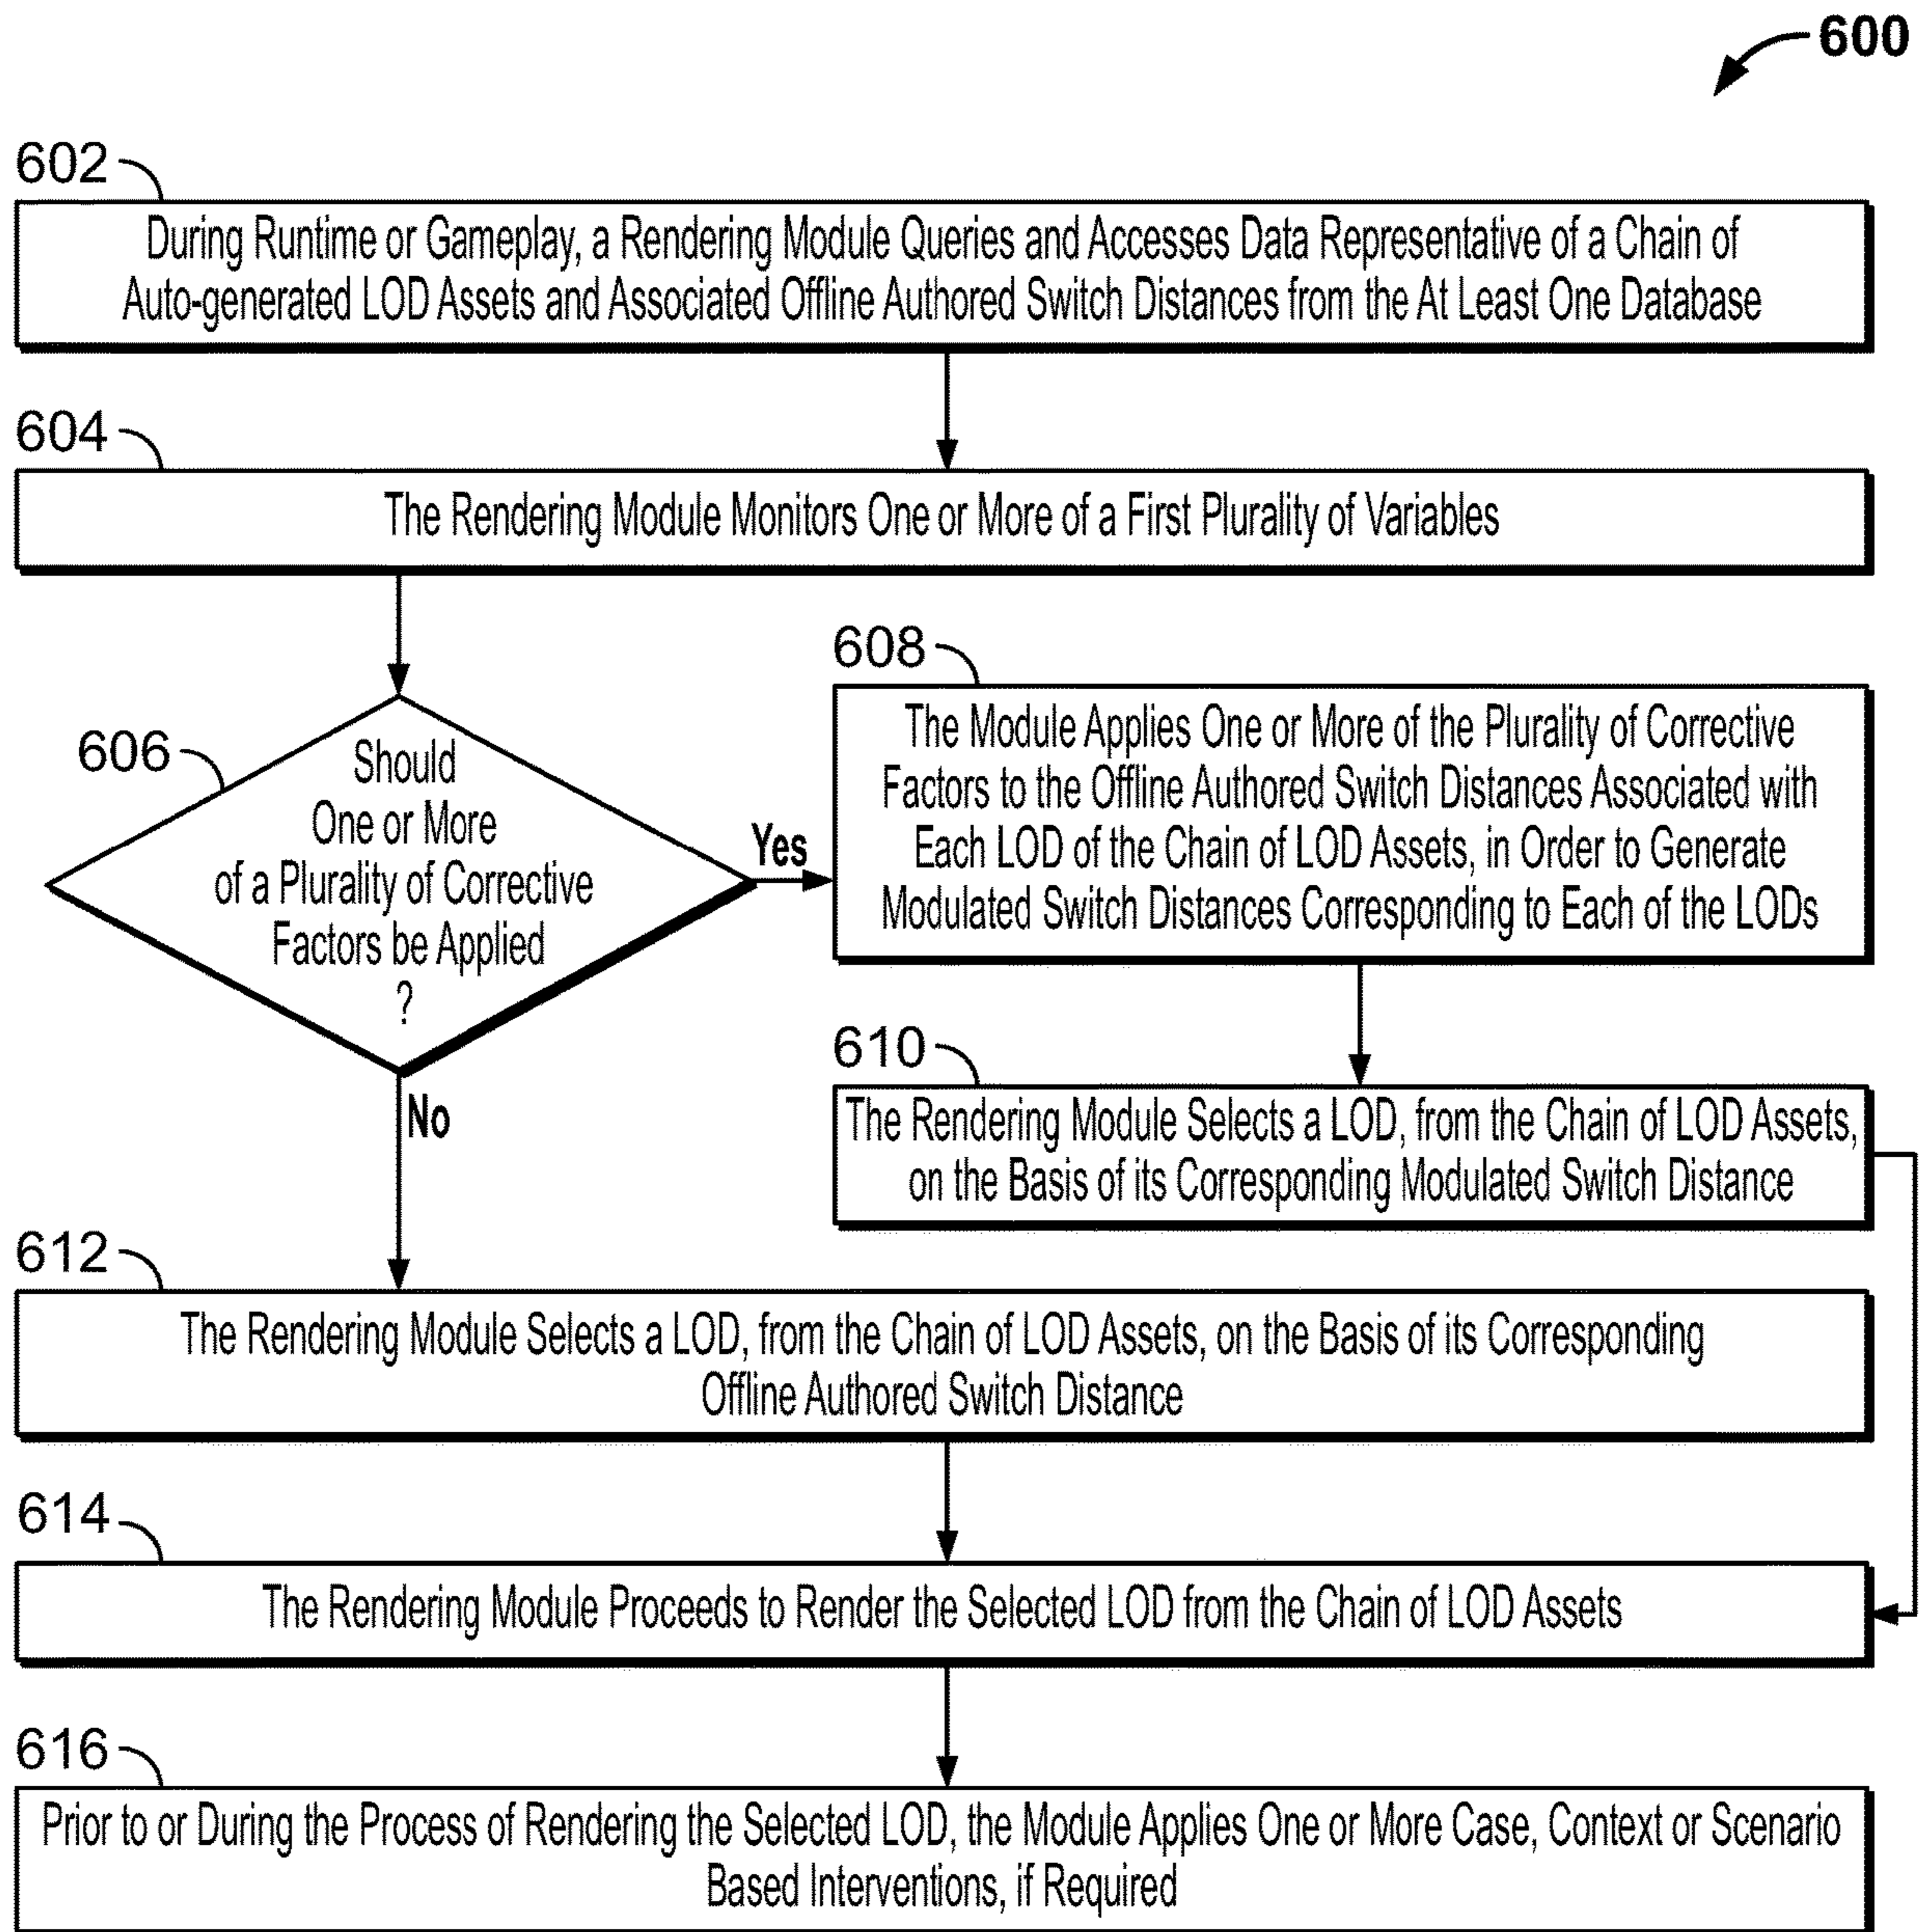 600
602
During Runtime or Gameplay, a Rendering Module Queries and Accesses Data Representative of a Chain of
Auto-generated LOD Assets and Associated Offline Authored Switch Distances from the At Least One Database
604
The Rendering Module Monitors One or More of a First Plurality of Variables
606
Should
One or More
of a Plurality of Corrective
Factors be Applied
?
Yes
No
608
The Module Applies One or More of the Plurality of Corrective
Factors to the Offline Authored Switch Distances Associated with
Each LOD of the Chain of LOD Assets, in Order to Generate
Modulated Switch Distances Corresponding to Each of the LODs
610
The Rendering Module Selects a LOD, from the Chain of LOD Assets,
on the Basis of its Corresponding Modulated Switch Distance
612
The Rendering Module Selects a LOD, from the Chain of LOD Assets, on the Basis of its Corresponding
Offline Authored Switch Distance
614
The Rendering Module Proceeds to Render the Selected LOD from the Chain of LOD Assets
616
Prior to or During the Process of Rendering the Selected LOD, the Module Applies One or More Case, Context or Scenario
Based Interventions, if Required